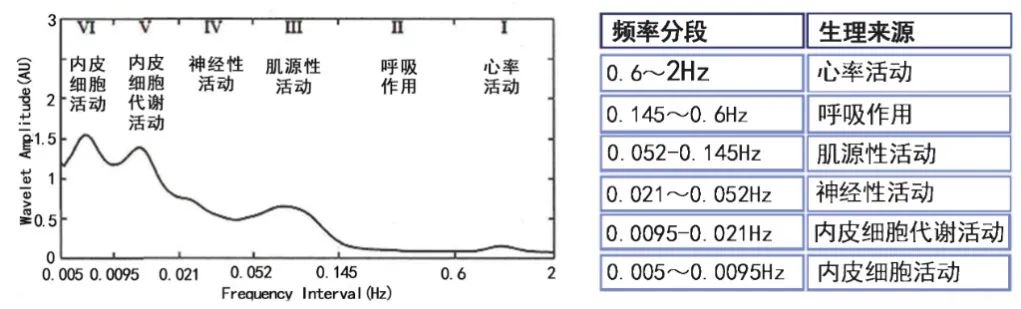 3
2
1.5
1
0.5
0
Wavelet Amplitude(AU)
VI V IV III II I
内皮细胞活动
内皮细胞代谢活动
神经性活动
肌源性活动
呼吸作用
心率活动
0.005 0.0095 0.021 0.052 0.145 0.6 2
Frequency Interval(Hz)
频率分段 生理来源
0.6~2Hz 心率活动
0.145~0.6Hz 呼吸作用
0.052-0.145Hz 肌源性活动
0.021~0.052Hz 神经性活动
0.0095-0.021Hz 内皮细胞代谢活动
0.005~0.0095Hz 内皮细胞活动